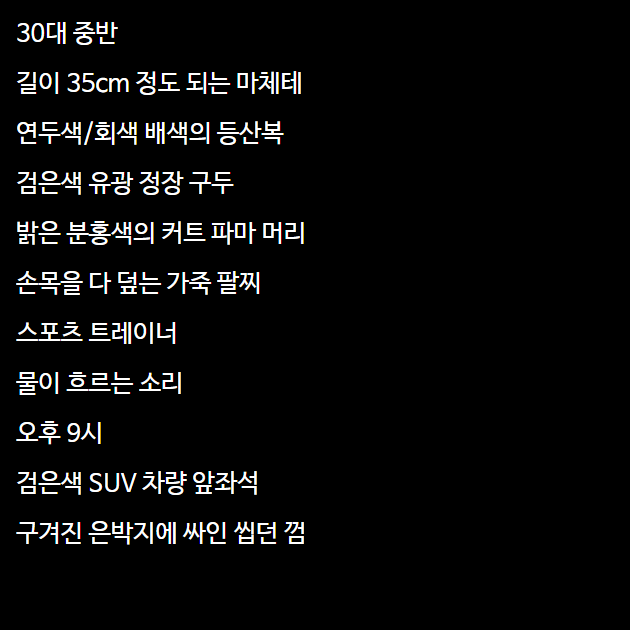 30대 중반
길이 35cm 정도 되는 마체테
연두색/회색 배색의 등산복
검은색 유광 정장 구두
밝은 분홍색의 커트 파마 머리
손목을 다 덮는 가죽 팔찌
스포츠 트레이너
물이 흐르는 소리
오후 9시
검은색 SUV 차량 앞좌석
구겨진 은박지에 싸인 씹던 껌